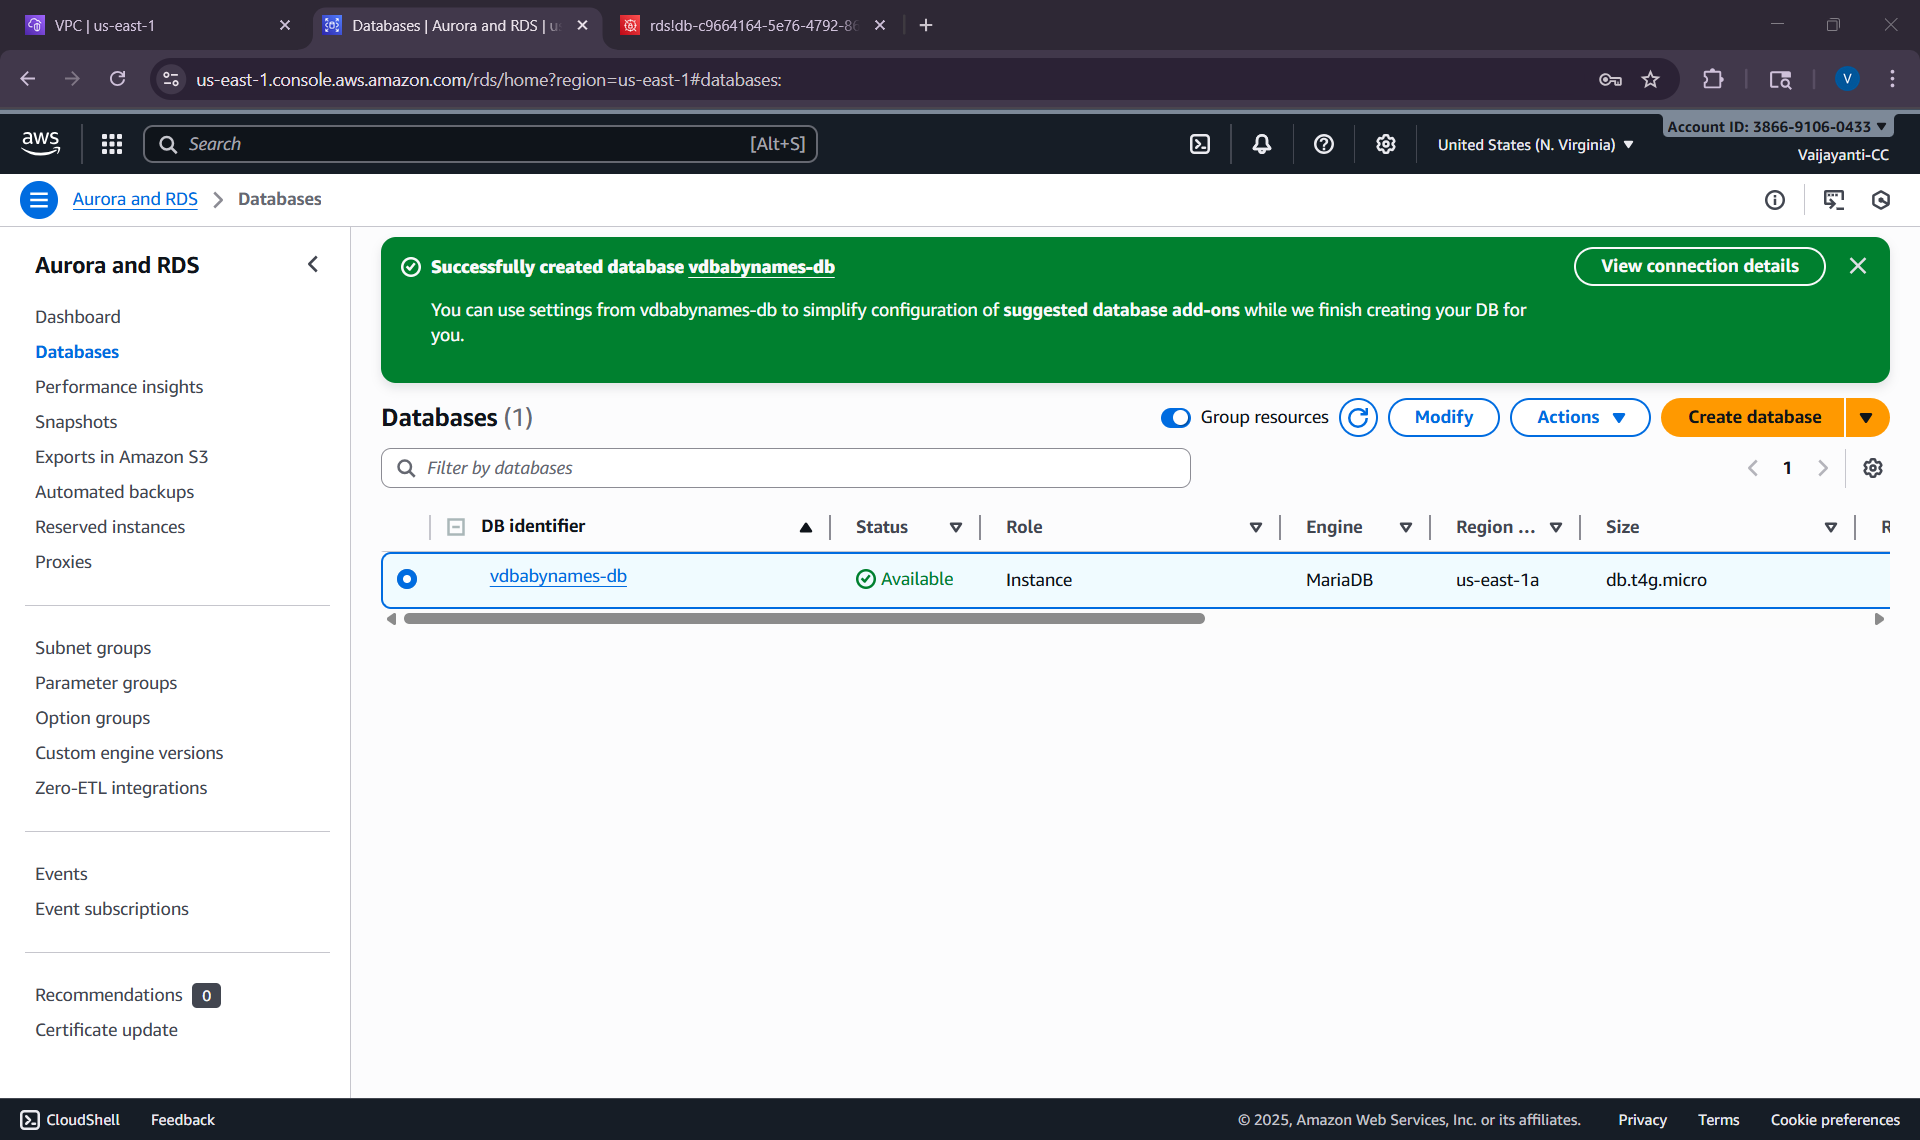 VPC | us-east-1
Databases | Aurora and RDS | us
rds!db-c9664164-5e76-4792-86
us-east-1.console.aws.amazon.com/rds/home?region=us-east-1#databases:
V
aws
Search
[Alt+S]
United States (N. Virginia) ▼
Account ID: 3866-9106-0433 ▼
Vaijayanti-CC
Aurora and RDS > Databases
Aurora and RDS
Dashboard
Databases
Performance insights
Snapshots
Exports in Amazon S3
Automated backups
Reserved instances
Proxies
Subnet groups
Parameter groups
Option groups
Custom engine versions
Zero-ETL integrations
Events
Event subscriptions
Recommendations 0
Certificate update
Successfully created database vdbabynames-db
View connection details
You can use settings from vdbabynames-db to simplify configuration of suggested database add-ons while we finish creating your DB for
you.
Databases (1)
Group resources
Modify
Actions ▼
Create database
Filter by databases
1
DB identifier Status Role Engine Region ... Size R
vdbabynames-db Available Instance MariaDB us-east-1a db.t4g.micro
CloudShell Feedback © 2025, Amazon Web Services, Inc. or its affiliates. Privacy Terms Cookie preferences